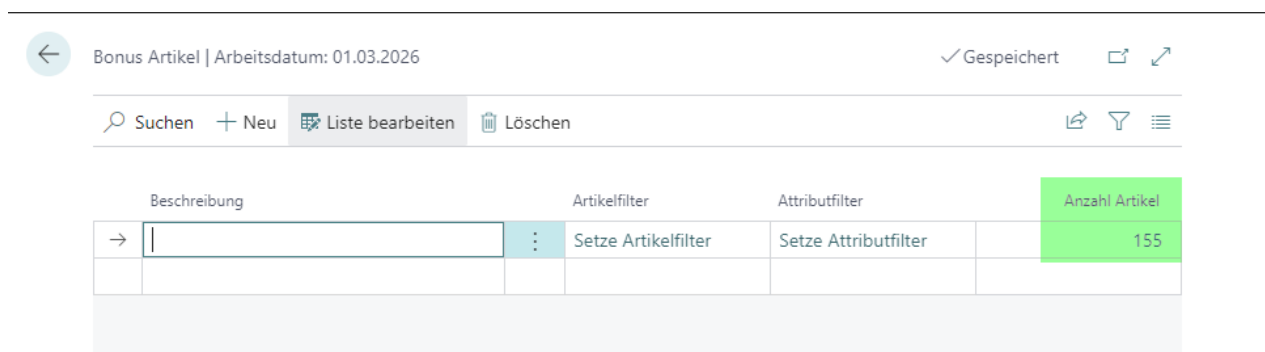 Bonus Artikel | Arbeitsdatum: 01.03.2026 Gespeichert
Suchen Neu Liste bearbeiten Löschen
Beschreibung Artikelfilter Attributfilter Anzahl Artikel
Setze Artikelfilter Setze Attributfilter 155